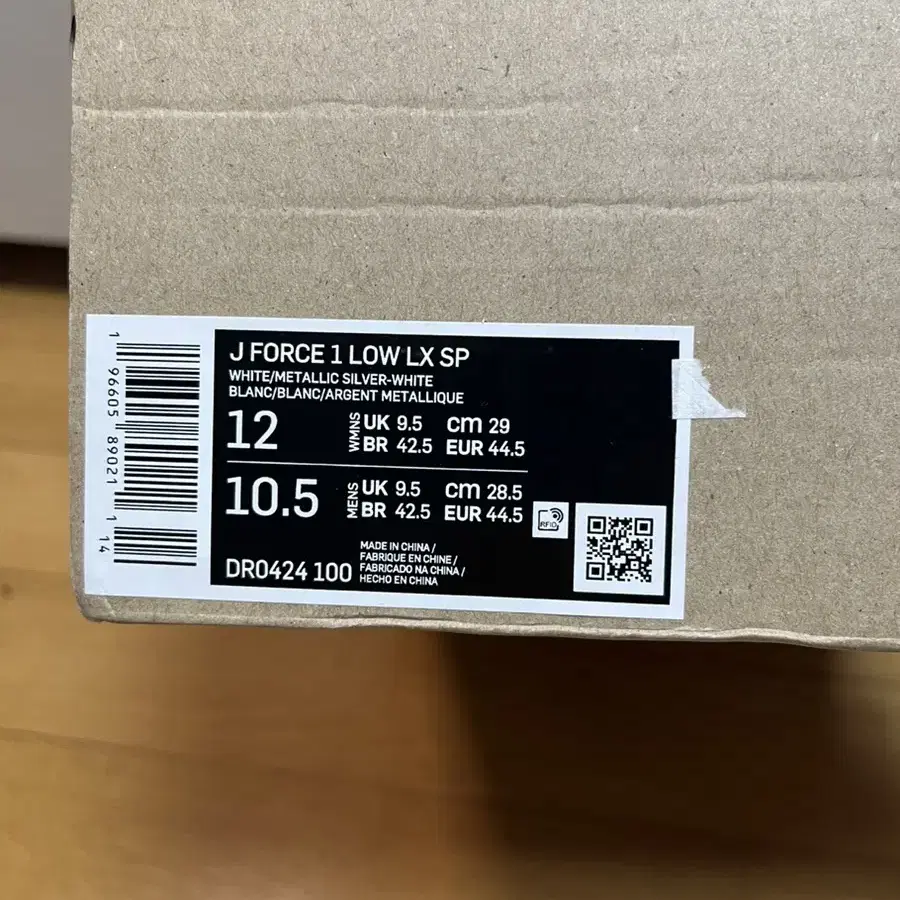 1 96605 89021 1 14
J FORCE 1 LOW LX SP
WHITE/METALLIC SILVER-WHITE
BLANC/BLANC/ARGENT METALLIQUE
12 WMNS UK 9.5 cm 29
BR 42.5 EUR 44.5
10.5 MENS UK 9.5 cm 28.5
BR 42.5 EUR 44.5
RFID
DR0424 100
MADE IN CHINA /
FABRIQUE EN CHINE /
FABRICADO NA CHINA /
HECHO EN CHINA